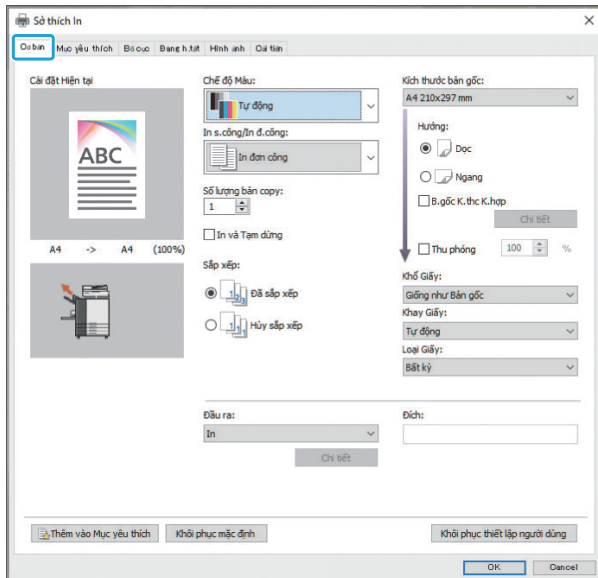 Sở thích In
Cơ bản Mục yêu thích Bố cục Dạng h.tất Hình ảnh Cải tiến
Cài đặt Hiện tại
ABC
A4 -> A4 (100%)
Chế độ Màu:
Tự động
In s.công/In đ.công:
In đơn công
Số lượng bản copy:
1
In và Tạm dừng
Sắp xếp:
Đã sắp xếp
Hủy sắp xếp
Kích thước bản gốc:
A4 210x297 mm
Hướng:
Dọc
Ngang
B.gốc K.thc K.hợp
Chi tiết
Thu phóng 100 %
Khổ Giấy:
Giống như Bản gốc
Khay Giấy:
Tự động
Loại Giấy:
Bất kỳ
Đầu ra:
In
Chi tiết
Đích:
Thêm vào Mục yêu thích Khôi phục mặc định Khôi phục thiết lập người dùng
OK Cancel